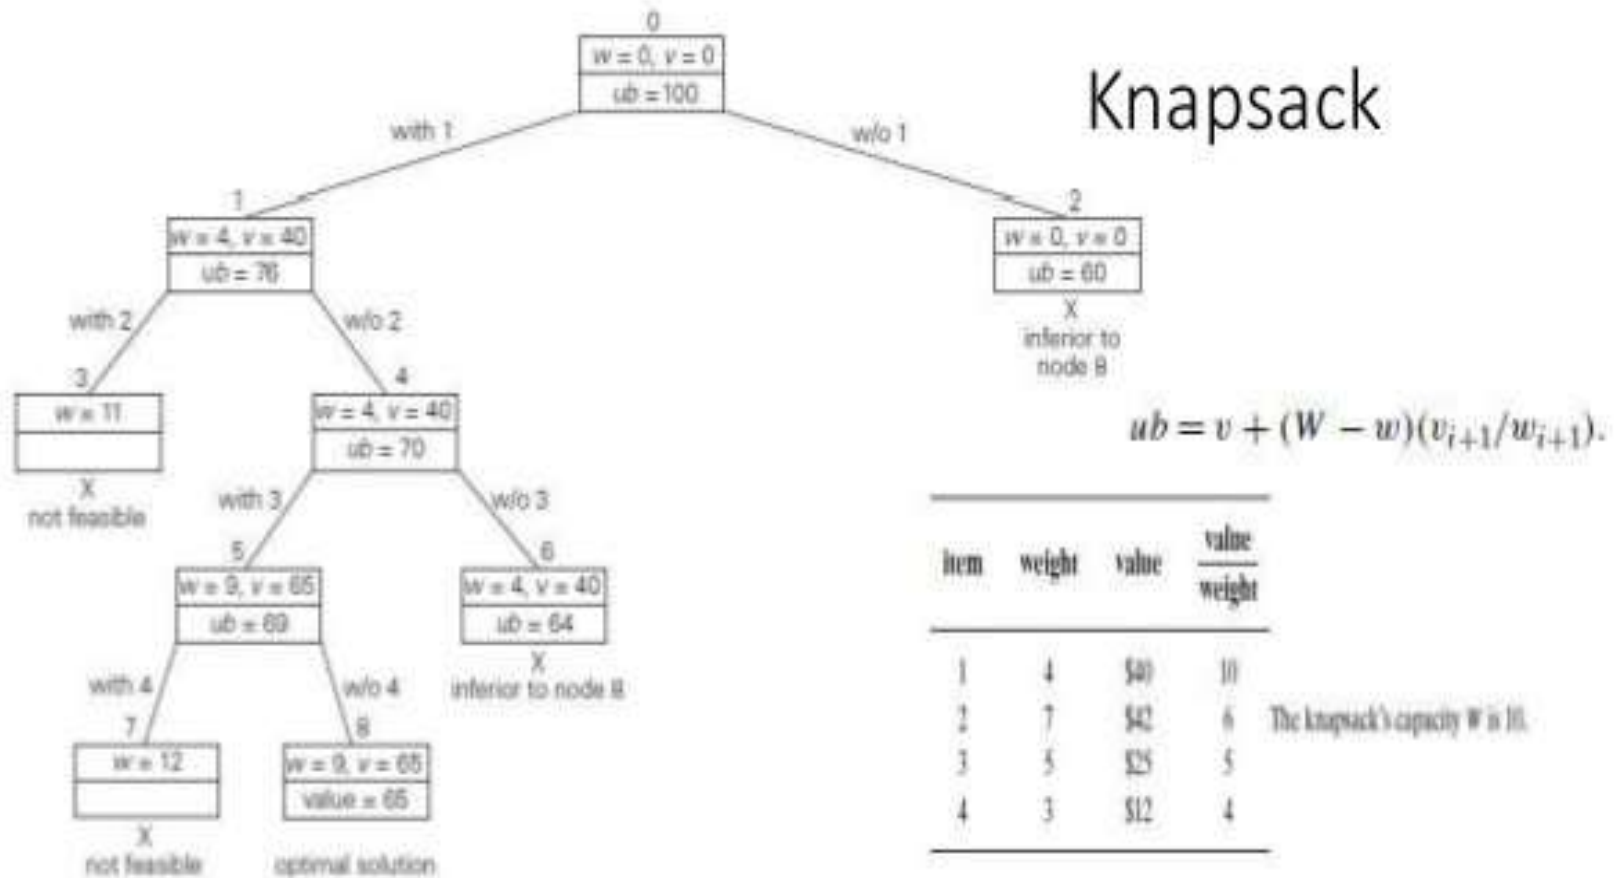 Knapsack
0
w = 0, v = 0
ub = 100
with 1
w/o 1
1
w = 4, v = 40
ub = 76
2
w = 0, v = 0
ub = 60
X
inferior to
node 8
with 2
w/o 2
3
w = 11
X
not feasible
4
w = 4, v = 40
ub = 70
with 3
w/o 3
5
w = 9, v = 65
ub = 69
6
w = 4, v = 40
ub = 64
X
inferior to node 8
with 4
w/o 4
7
w = 12
X
not feasible
8
w = 9, v = 65
value = 65
optimal solution
ub = v + (W − w)(v_{i+1}/w_{i+1}).
item weight value value/weight
1 4 $40 10
2 7 $42 6
3 5 $25 5
4 3 $12 4
The knapsack's capacity W is 10.